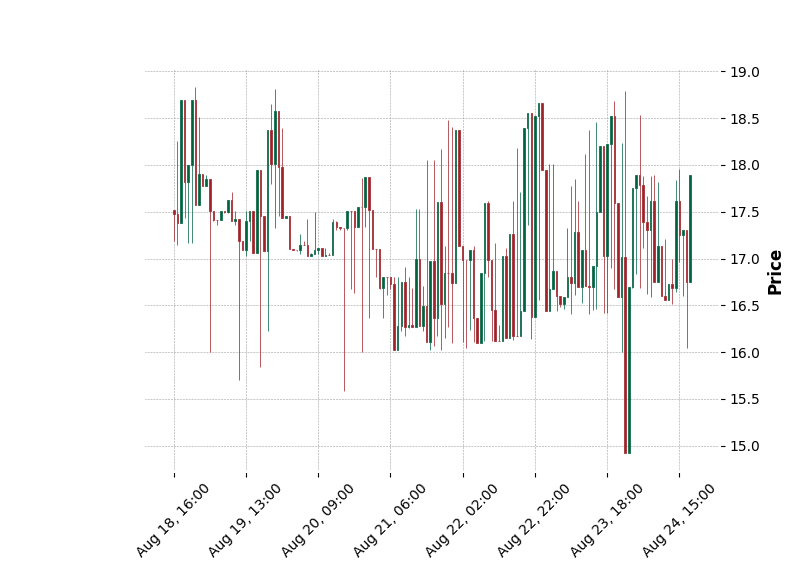 19.0
18.5
18.0
17.5
17.0
16.5
16.0
15.5
15.0
Price
Aug 18, 16:00
Aug 19, 13:00
Aug 20, 09:00
Aug 21, 06:00
Aug 22, 02:00
Aug 22, 22:00
Aug 23, 18:00
Aug 24, 15:00